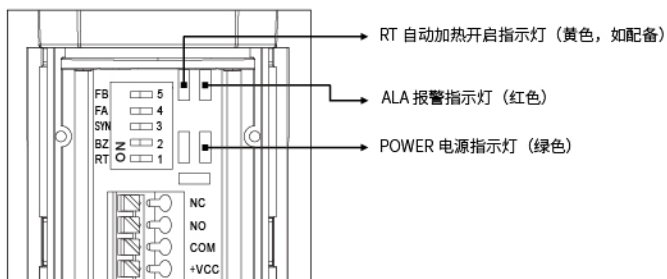 RT 自动加热开启指示灯（黄色，如配备）
ALA 报警指示灯（红色）
POWER 电源指示灯（绿色）
FB 5
FA 4
SYN 3
BZ 2
RT 1
ON
NC
NO
COM
+VCC